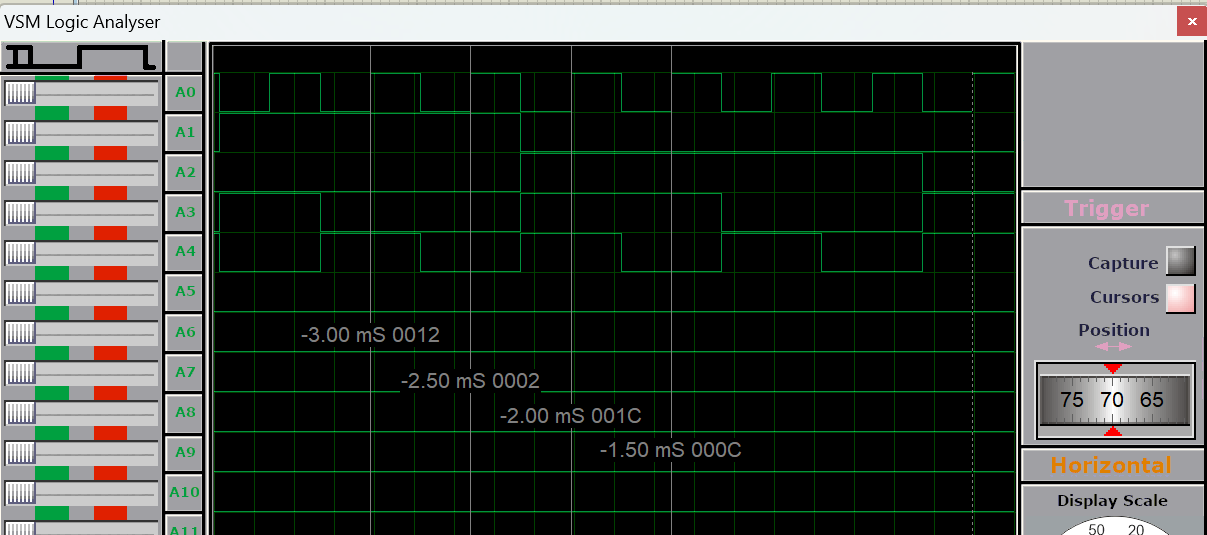 VSM Logic Analyser
A0
A1
A2
A3
A4
A5
A6
A7
A8
A9
A10
A11
-3.00 mS 0012
-2.50 mS 0002
-2.00 mS 001C
-1.50 mS 000C
Trigger
Capture
Cursors
Position
75 70 65
Horizontal
Display Scale
50 20